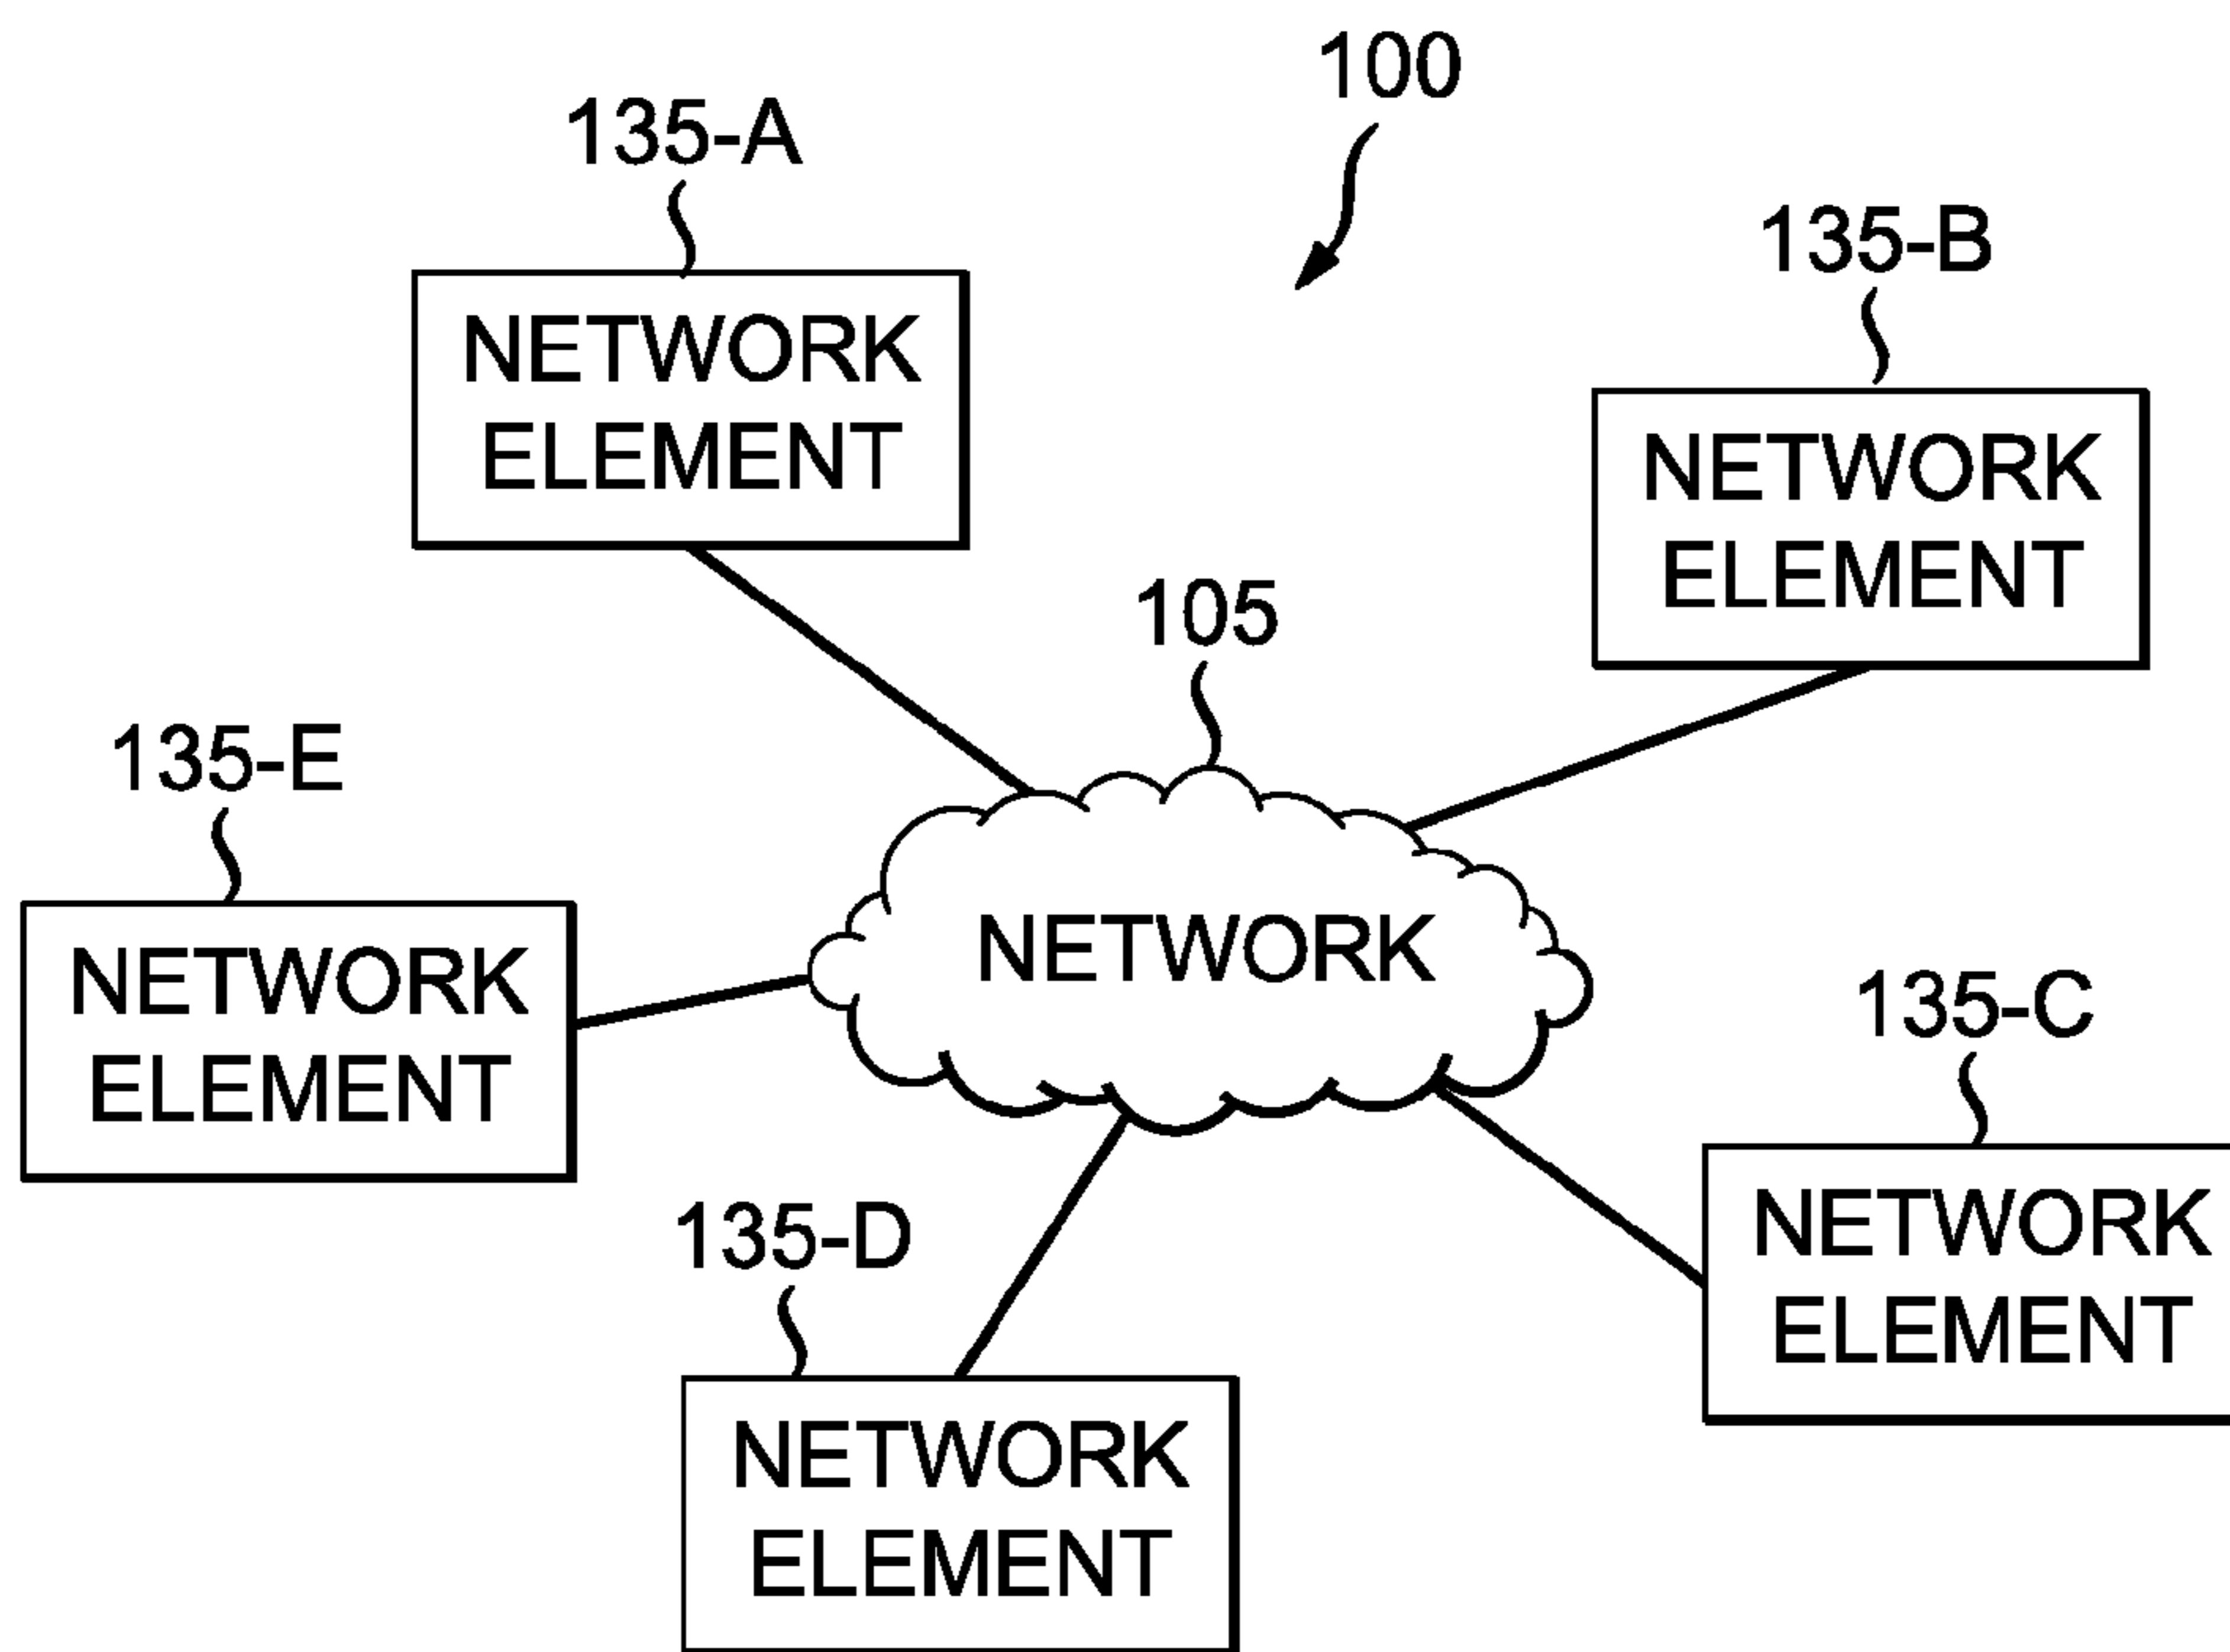 100
135-A
NETWORK
ELEMENT
135-B
NETWORK
ELEMENT
105
NETWORK
135-E
NETWORK
ELEMENT
135-C
NETWORK
ELEMENT
135-D
NETWORK
ELEMENT